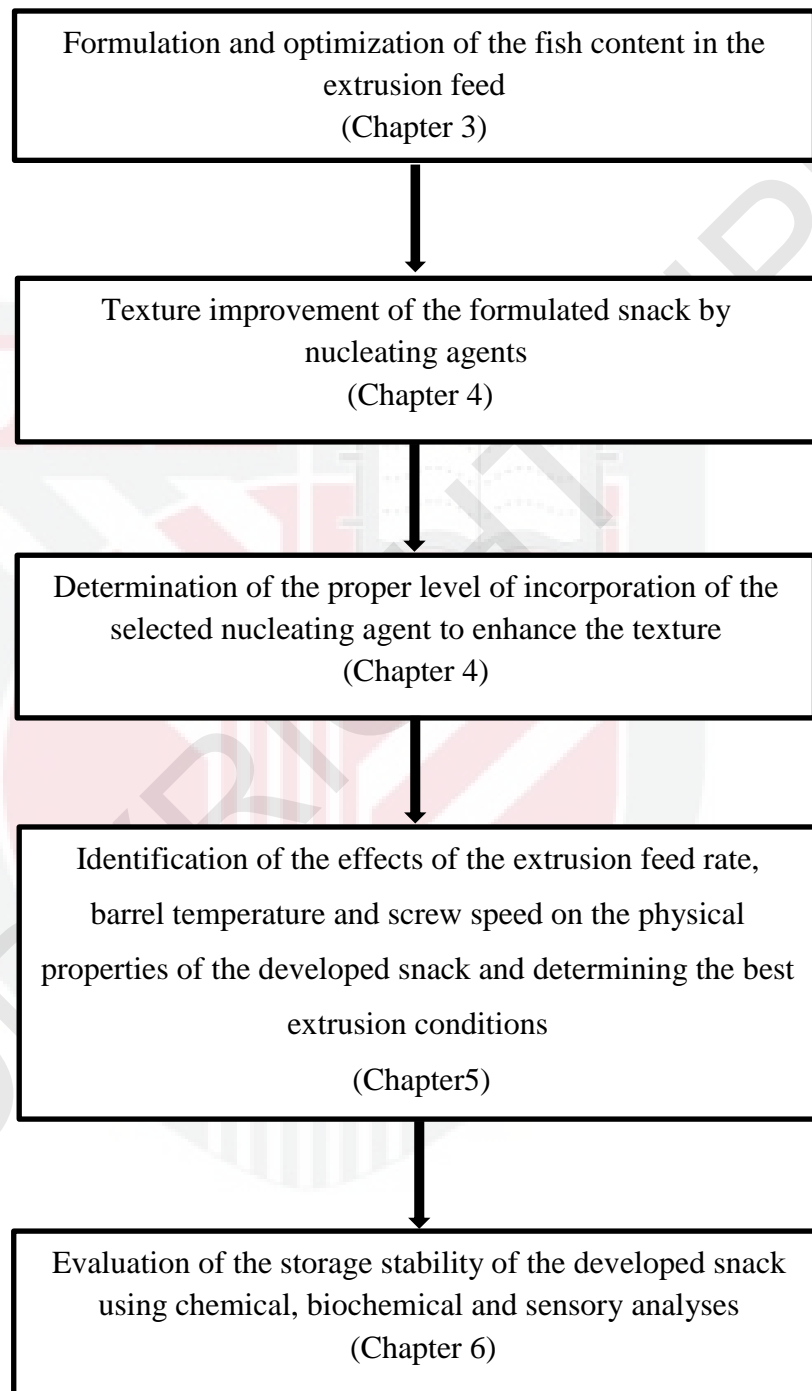 Formulation and optimization of the fish content in the
extrusion feed
(Chapter 3)
Texture improvement of the formulated snack by
nucleating agents
(Chapter 4)
Determination of the proper level of incorporation of the
selected nucleating agent to enhance the texture
(Chapter 4)
Identification of the effects of the extrusion feed rate,
barrel temperature and screw speed on the physical
properties of the developed snack and determining the best
extrusion conditions
(Chapter5)
Evaluation of the storage stability of the developed snack
using chemical, biochemical and sensory analyses
(Chapter 6)